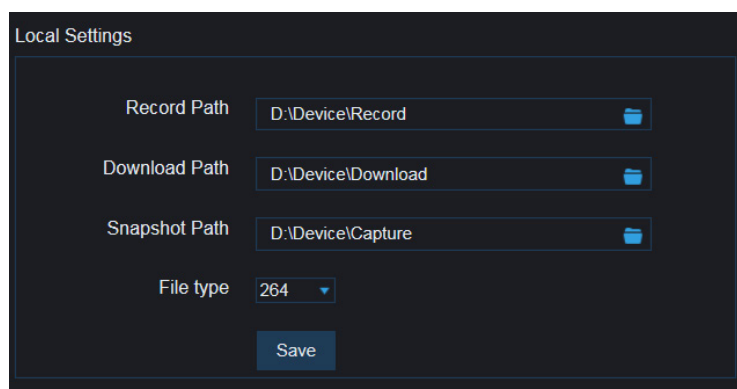 Local Settings
Record Path D:\Device\Record
Download Path D:\Device\Download
Snapshot Path D:\Device\Capture
File type 264
Save